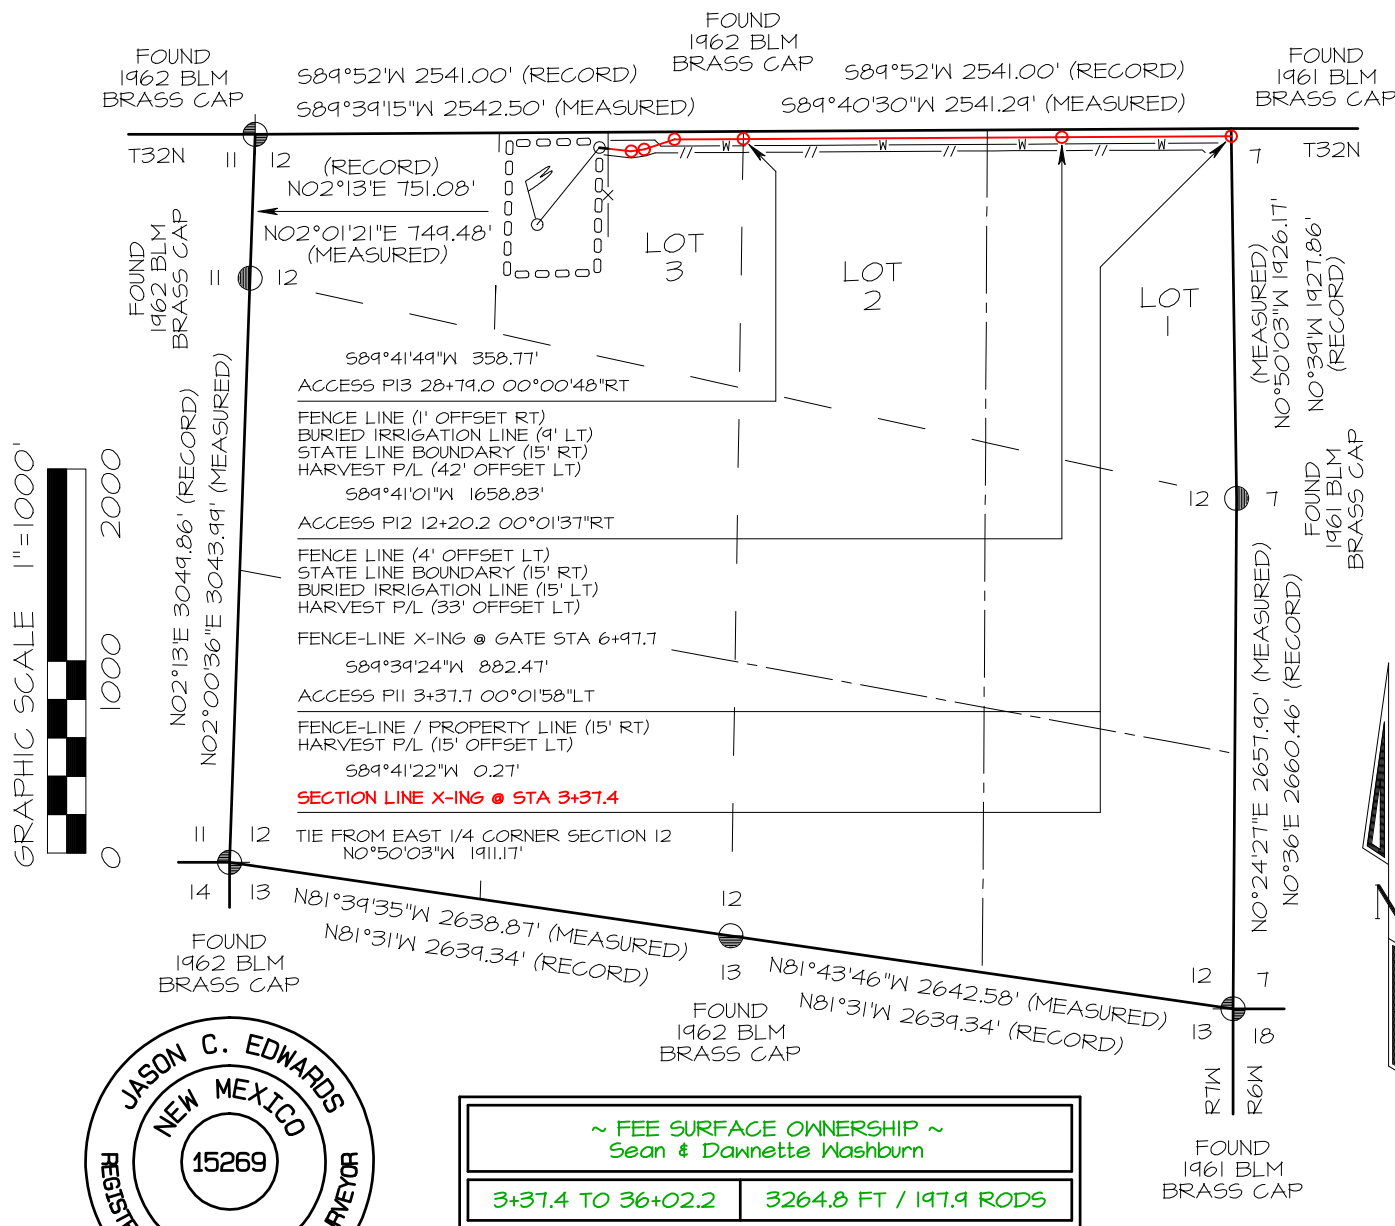 FOUND
1962 BLM
BRASS CAP
S89°52'W 2541.00' (RECORD)
S89°39'15"W 2542.50' (MEASURED)
FOUND
1962 BLM
BRASS CAP
S89°52'W 2541.00' (RECORD)
S89°40'30"W 2541.29' (MEASURED)
FOUND
1961 BLM
BRASS CAP
T32N
11 12
7
T32N
(RECORD)
N02°13'E 751.08'
N02°01'21"E 749.48'
(MEASURED)
W
// W // W // W // W
X
LOT
3
LOT
2
LOT
1
FOUND
1962 BLM
BRASS CAP
11 12
(MEASURED)
N0°50'03"W 1926.17'
N0°39'W 1927.86'
(RECORD)
S89°41'49"W 358.77'
ACCESS PI3 28+79.0 00°00'48"RT
FENCE LINE (1' OFFSET RT)
BURIED IRRIGATION LINE (9' LT)
STATE LINE BOUNDARY (15' RT)
HARVEST P/L (42' OFFSET LT)
S89°41'01"W 1658.83'
ACCESS PI2 12+20.2 00°01'37"RT
FENCE LINE (4' OFFSET LT)
STATE LINE BOUNDARY (15' RT)
BURIED IRRIGATION LINE (15' LT)
HARVEST P/L (33' OFFSET LT)
FENCE-LINE X-ING @ GATE STA 6+97.7
S89°39'24"W 882.47'
ACCESS PI1 3+37.7 00°01'58"LT
FENCE-LINE / PROPERTY LINE (15' RT)
HARVEST P/L (15' OFFSET LT)
S89°41'22"W 0.27'
SECTION LINE X-ING @ STA 3+37.4
TIE FROM EAST 1/4 CORNER SECTION 12
N0°50'03"W 1911.17'
12 7
FOUND
1961 BLM
BRASS CAP
GRAPHIC SCALE 1"=1000'
0
1000
2000
N02°13'E 3049.86' (RECORD)
N02°00'36"E 3043.99' (MEASURED)
N0°24'27"E 2657.90' (MEASURED)
N0°36'E 2660.46' (RECORD)
11 12
14 13
FOUND
1962 BLM
BRASS CAP
N81°39'35"W 2638.87' (MEASURED)
N81°31'W 2639.34' (RECORD)
12
13
FOUND
1962 BLM
BRASS CAP
N81°43'46"W 2642.58' (MEASURED)
N81°31'W 2639.34' (RECORD)
12 7
13 18
R7W
R6W
FOUND
1961 BLM
BRASS CAP
JASON C. EDWARDS
NEW MEXICO
15269
~ FEE SURFACE OWNERSHIP ~
Sean & Dawnette Washburn
3+37.4 TO 36+02.2
3264.8 FT / 197.9 RODS